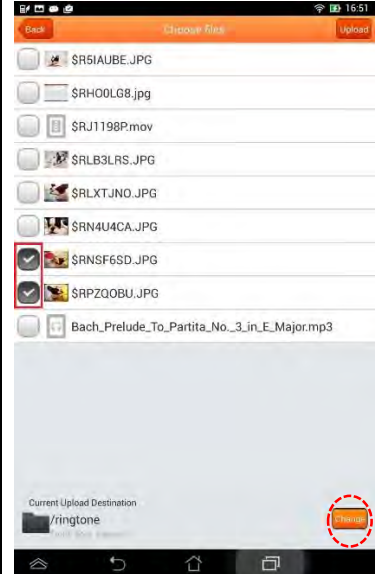 16:51
Back
Choose files
Upload
$R5IAUBE.JPG
$RHO0LG8.jpg
$RJ1198P.mov
$RLB3LRS.JPG
$RLXTJNO.JPG
$RN4U4CA.JPG
$RNSF6SD.JPG
$RPZQOBU.JPG
Bach_Prelude_To_Partita_No._3_in_E_Major.mp3
Current Upload Destination
/ringtone
Change